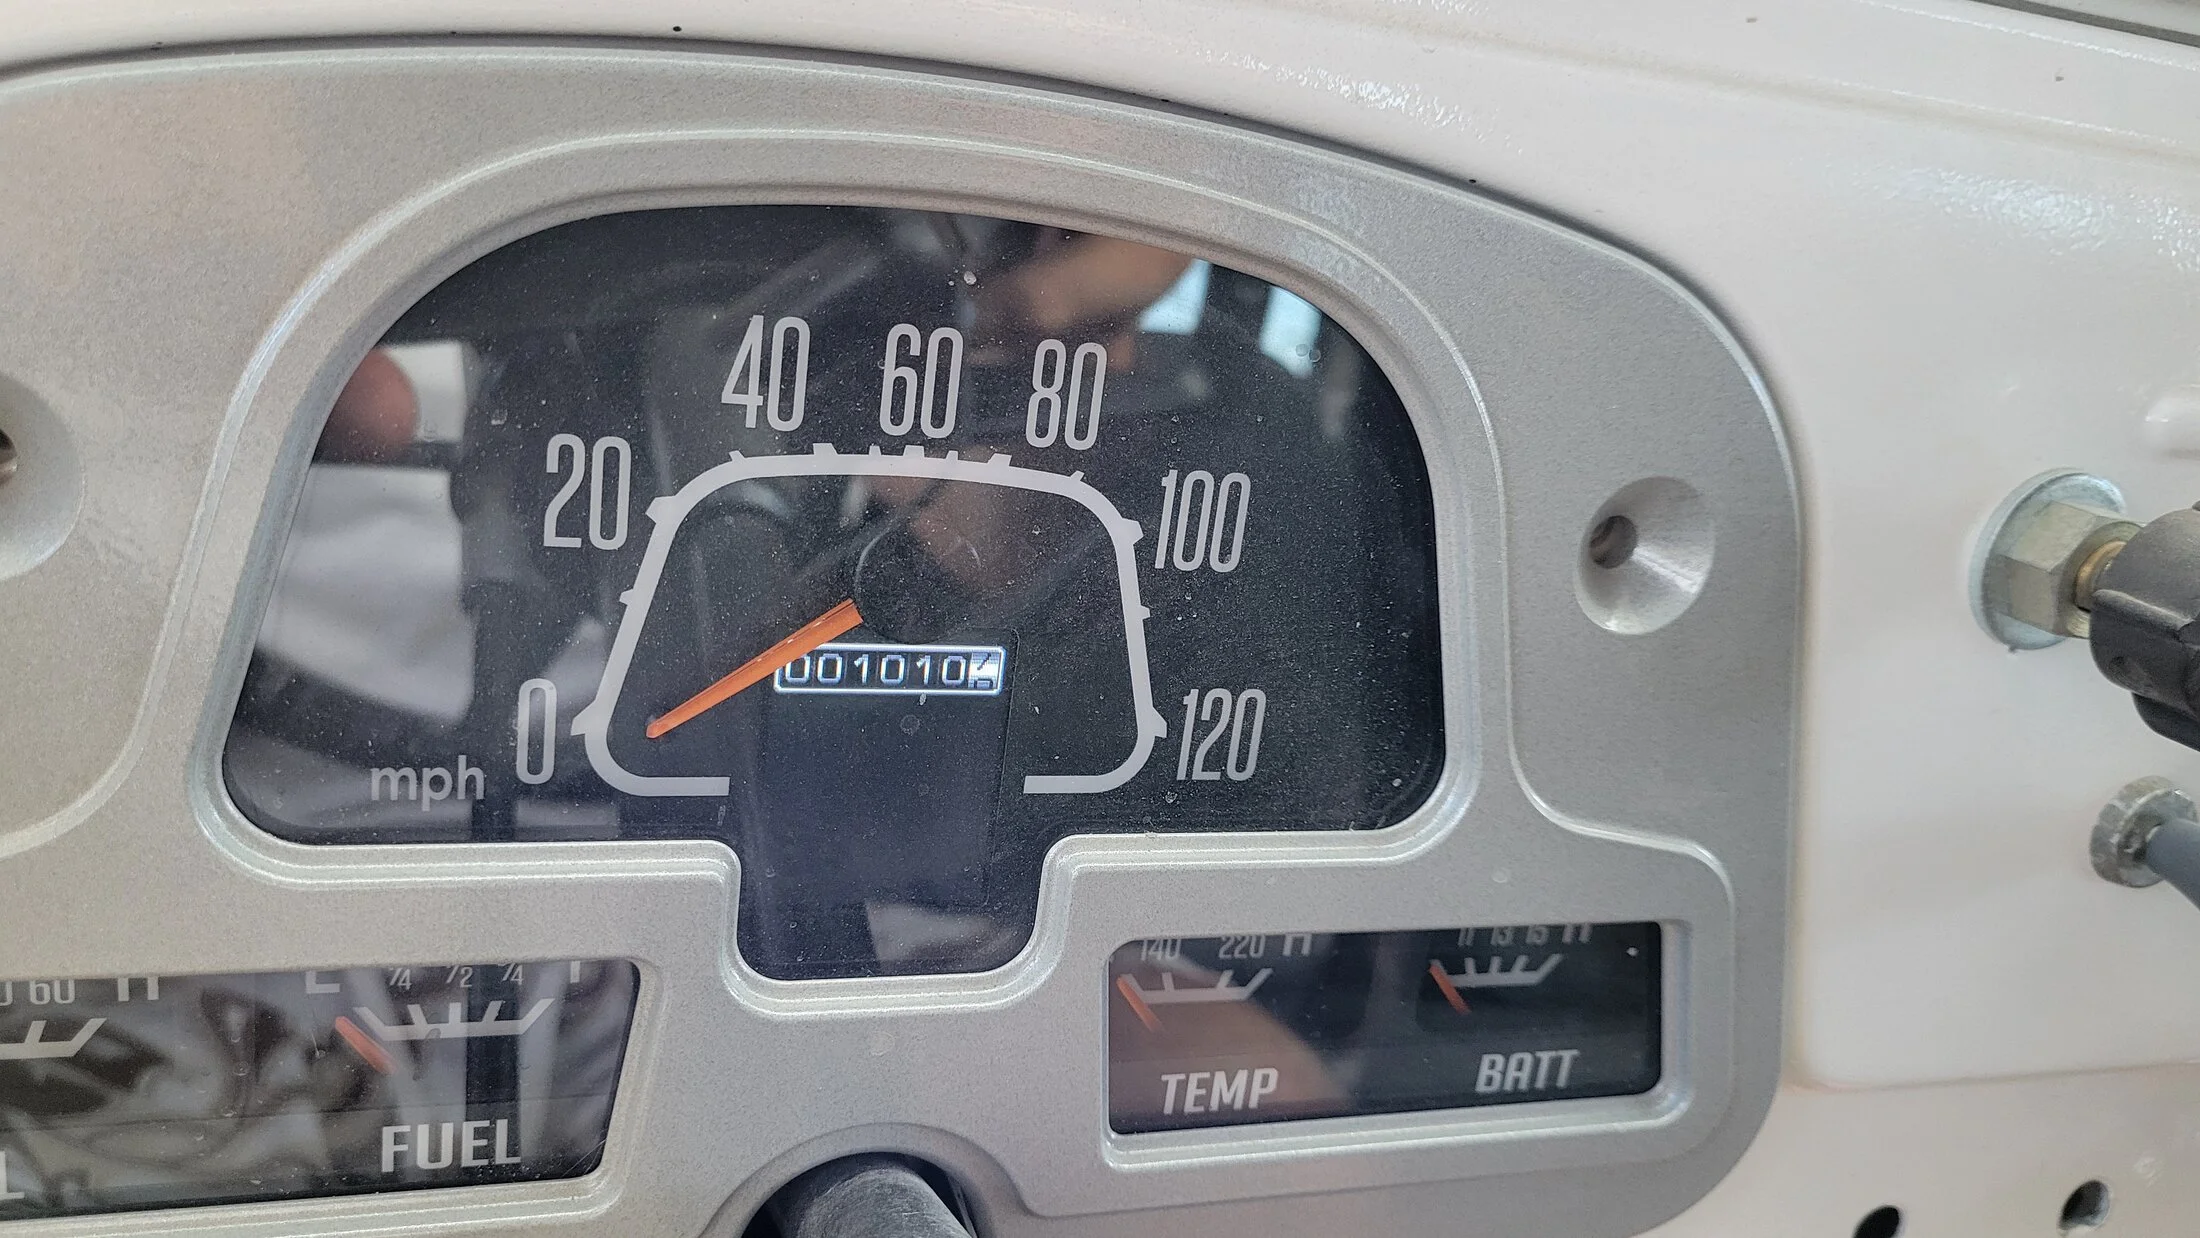 40 60 80
20 100
001010
0 120
mph
140 220 H
11 13 15 H
60 H
E 1/4 1/2 3/4 F
BATT
TEMP
FUEL